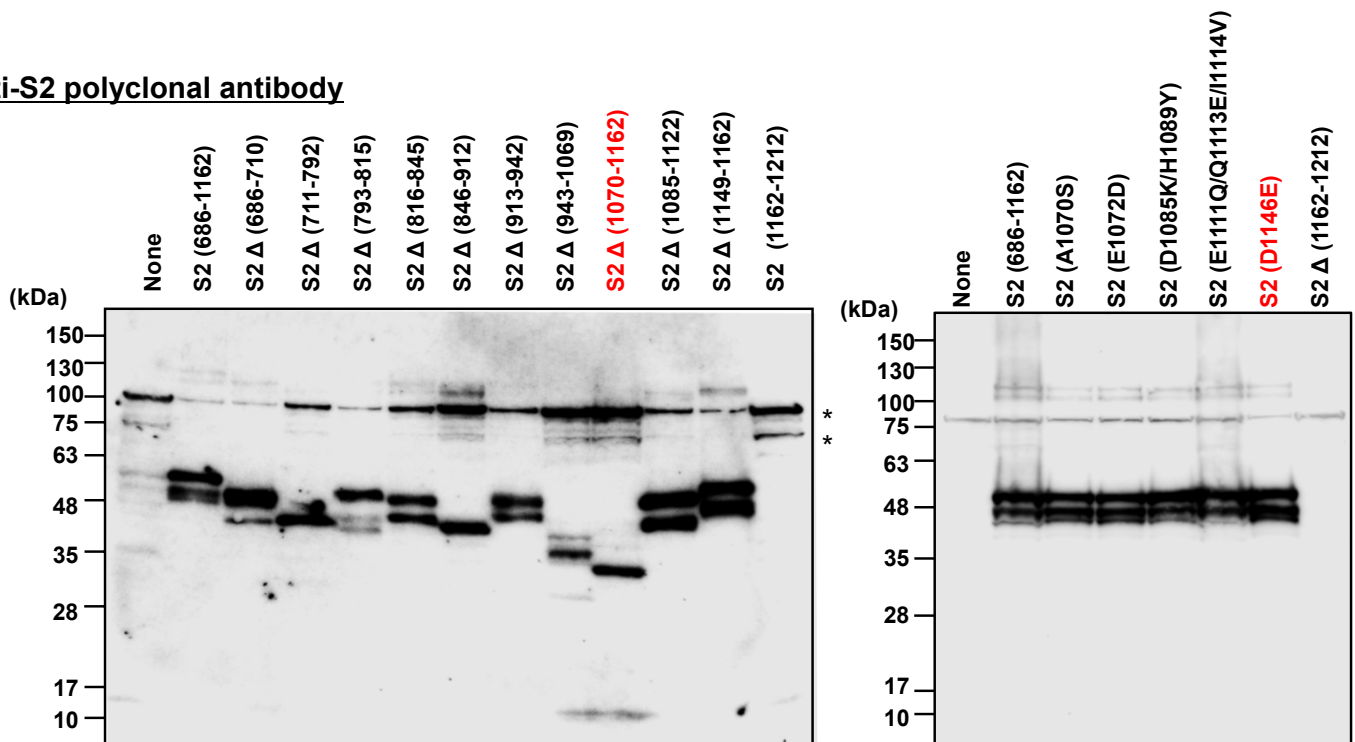 ti-S2 polyclonal antibody
None
S2 (686-1162)
S2 Δ (686-710)
S2 Δ (711-792)
S2 Δ (793-815)
S2 Δ (816-845)
S2 Δ (846-912)
S2 Δ (913-942)
S2 Δ (943-1069)
S2 Δ (1070-1162)
S2 Δ (1085-1122)
S2 Δ (1149-1162)
S2 (1162-1212)
(kDa)
150
130
100
75
63
48
35
28
17
10
*
*
None
S2 (686-1162)
S2 (A1070S)
S2 (E1072D)
S2 (D1085K/H1089Y)
S2 (E1111Q/Q1113E/I1114V)
S2 (D1146E)
S2 Δ (1162-1212)
(kDa)
150
130
100
75
63
48
35
28
17
10